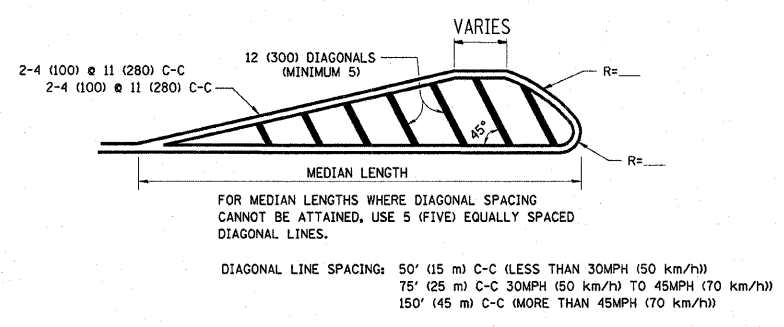 VARIES
12 (300) DIAGONALS
(MINIMUM 5)
2-4 (100) @ 11 (280) C-C
2-4 (100) @ 11 (280) C-C
R=___
45°
R=___
MEDIAN LENGTH
FOR MEDIAN LENGTHS WHERE DIAGONAL SPACING
CANNOT BE ATTAINED, USE 5 (FIVE) EQUALLY SPACED
DIAGONAL LINES.
DIAGONAL LINE SPACING: 50' (15 m) C-C (LESS THAN 30MPH (50 km/h))
75' (25 m) C-C 30MPH (50 km/h) TO 45MPH (70 km/h))
150' (45 m) C-C (MORE THAN 45MPH (70 km/h))